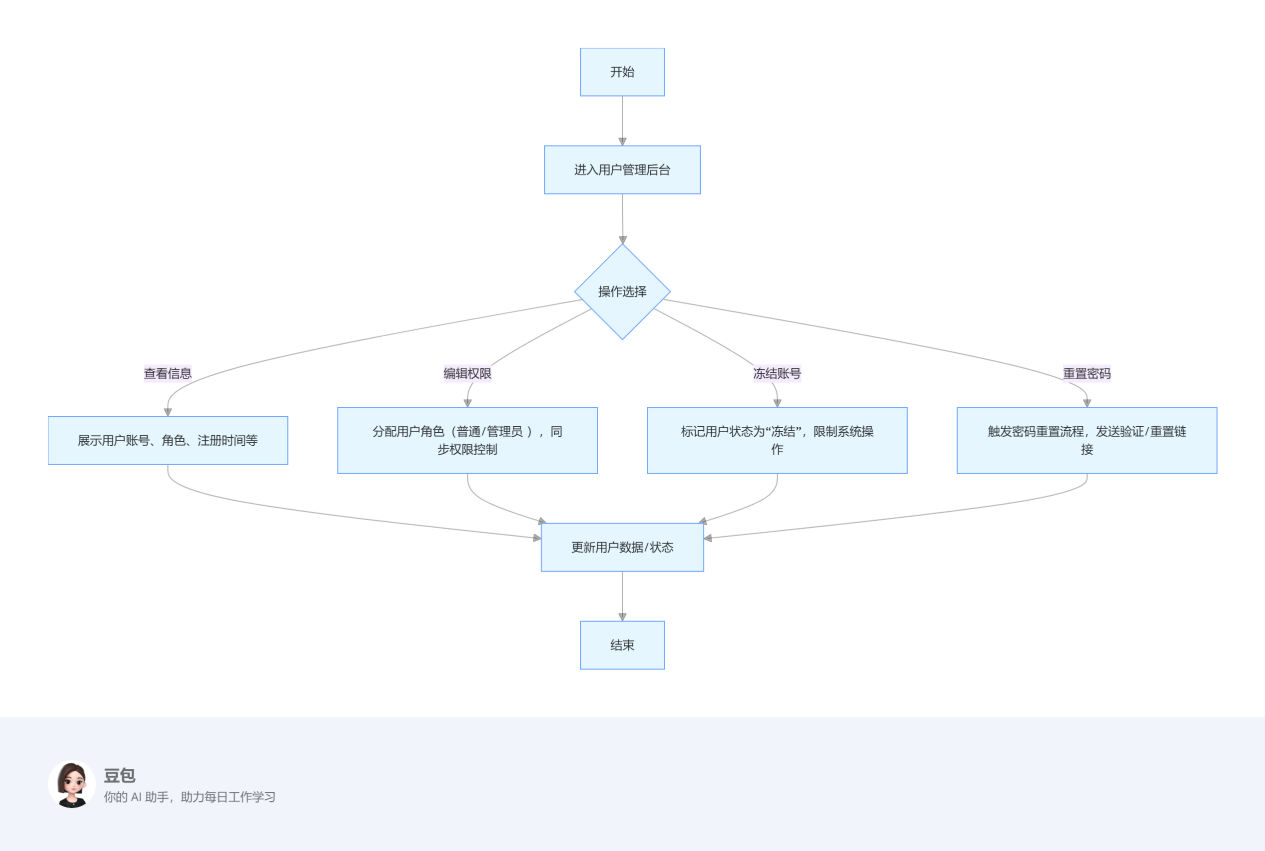 开始
进入用户管理后台
操作选择
查看信息
编辑权限
冻结账号
重置密码
展示用户账号、角色、注册时间等
分配用户角色（普通/管理员 ），同
步权限控制
标记用户状态为“冻结”，限制系统操
作
触发密码重置流程，发送验证/重置链
接
更新用户数据/状态
结束
豆包
你的 AI 助手，助力每日工作学习